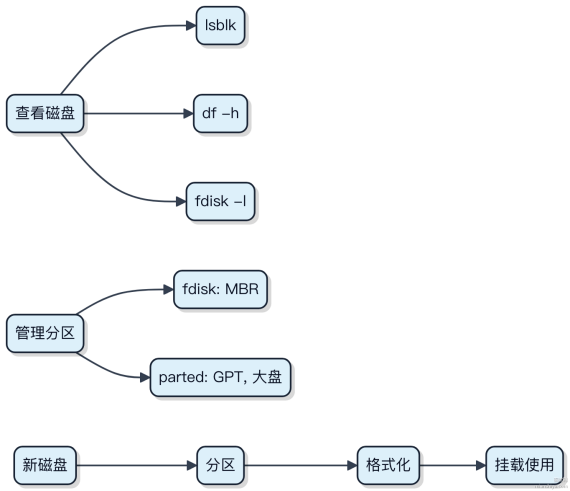 lsblk
查看磁盘
df -h
fdisk -l
fdisk: MBR
管理分区
parted: GPT, 大盘
新磁盘
分区
格式化
挂载使用